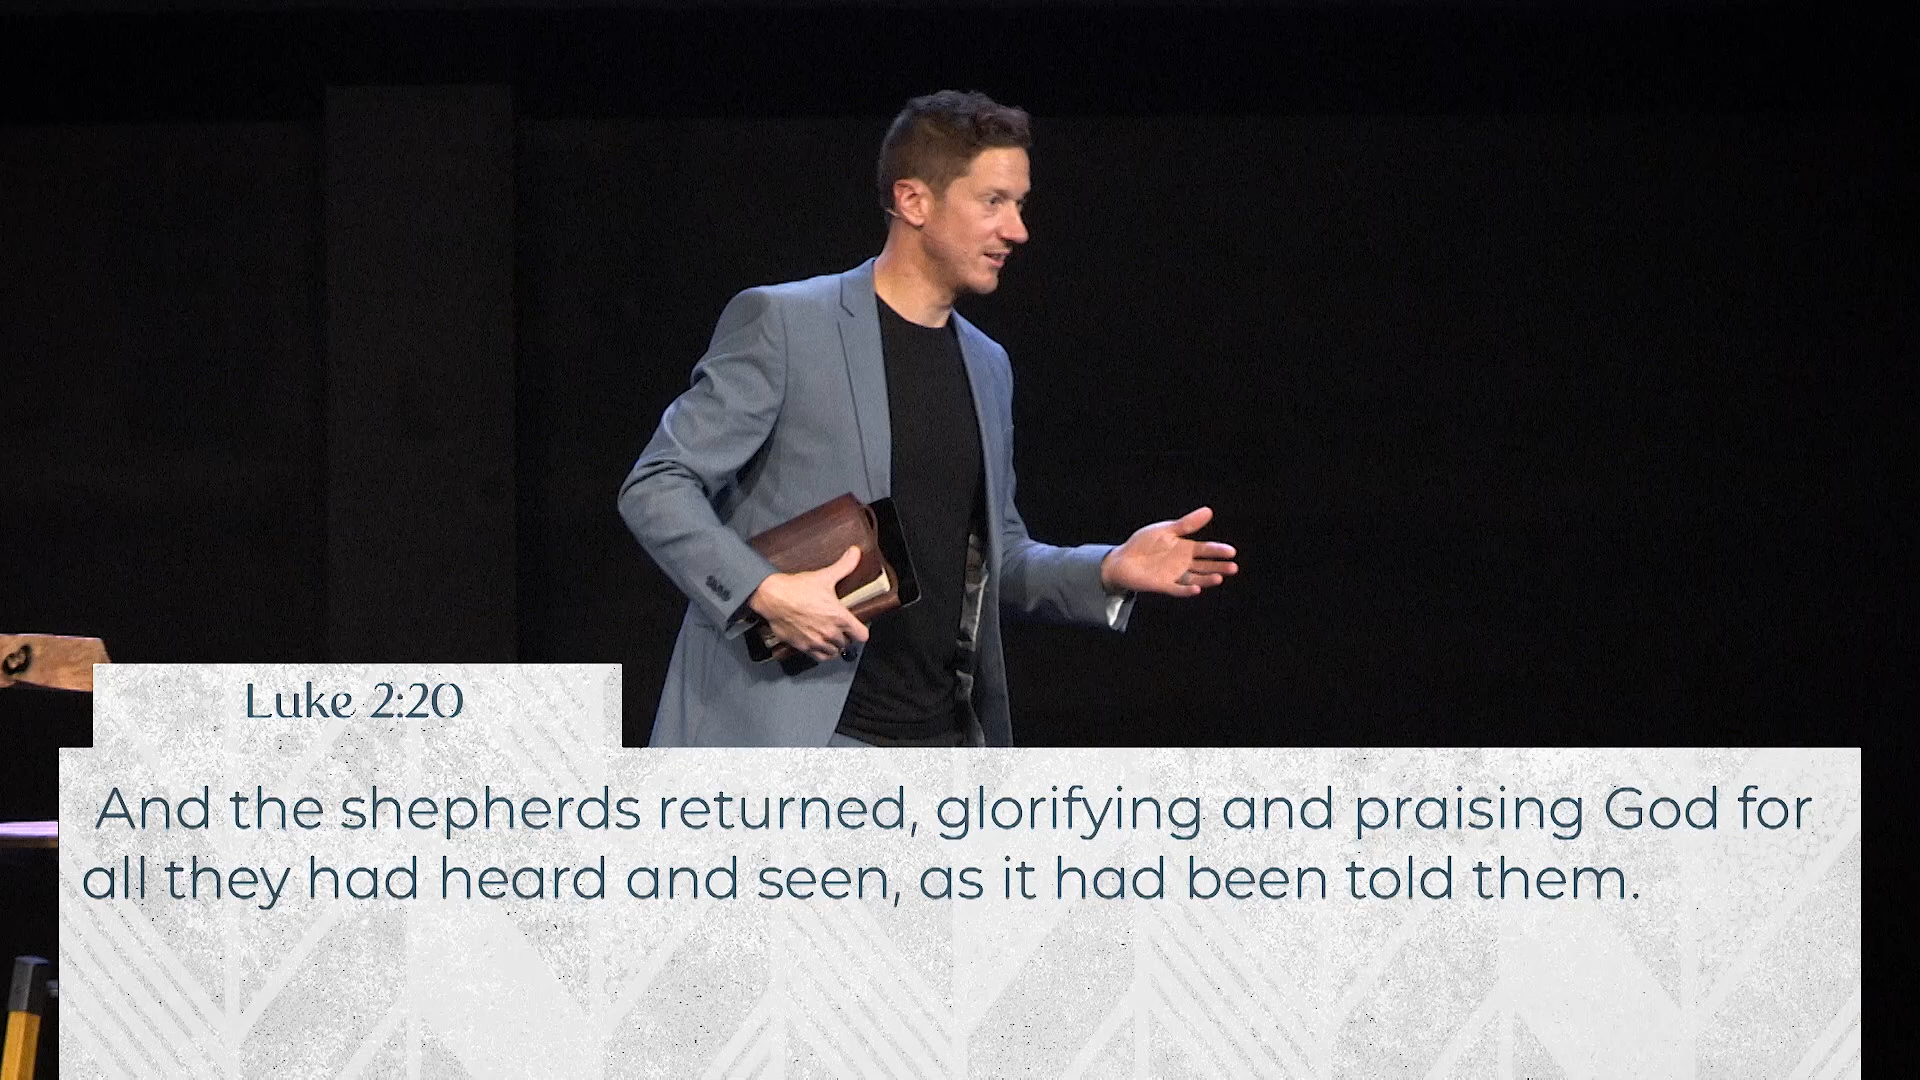 Luke 2:20
And the shepherds returned, glorifying and praising God for
all they had heard and seen, as it had been told them.